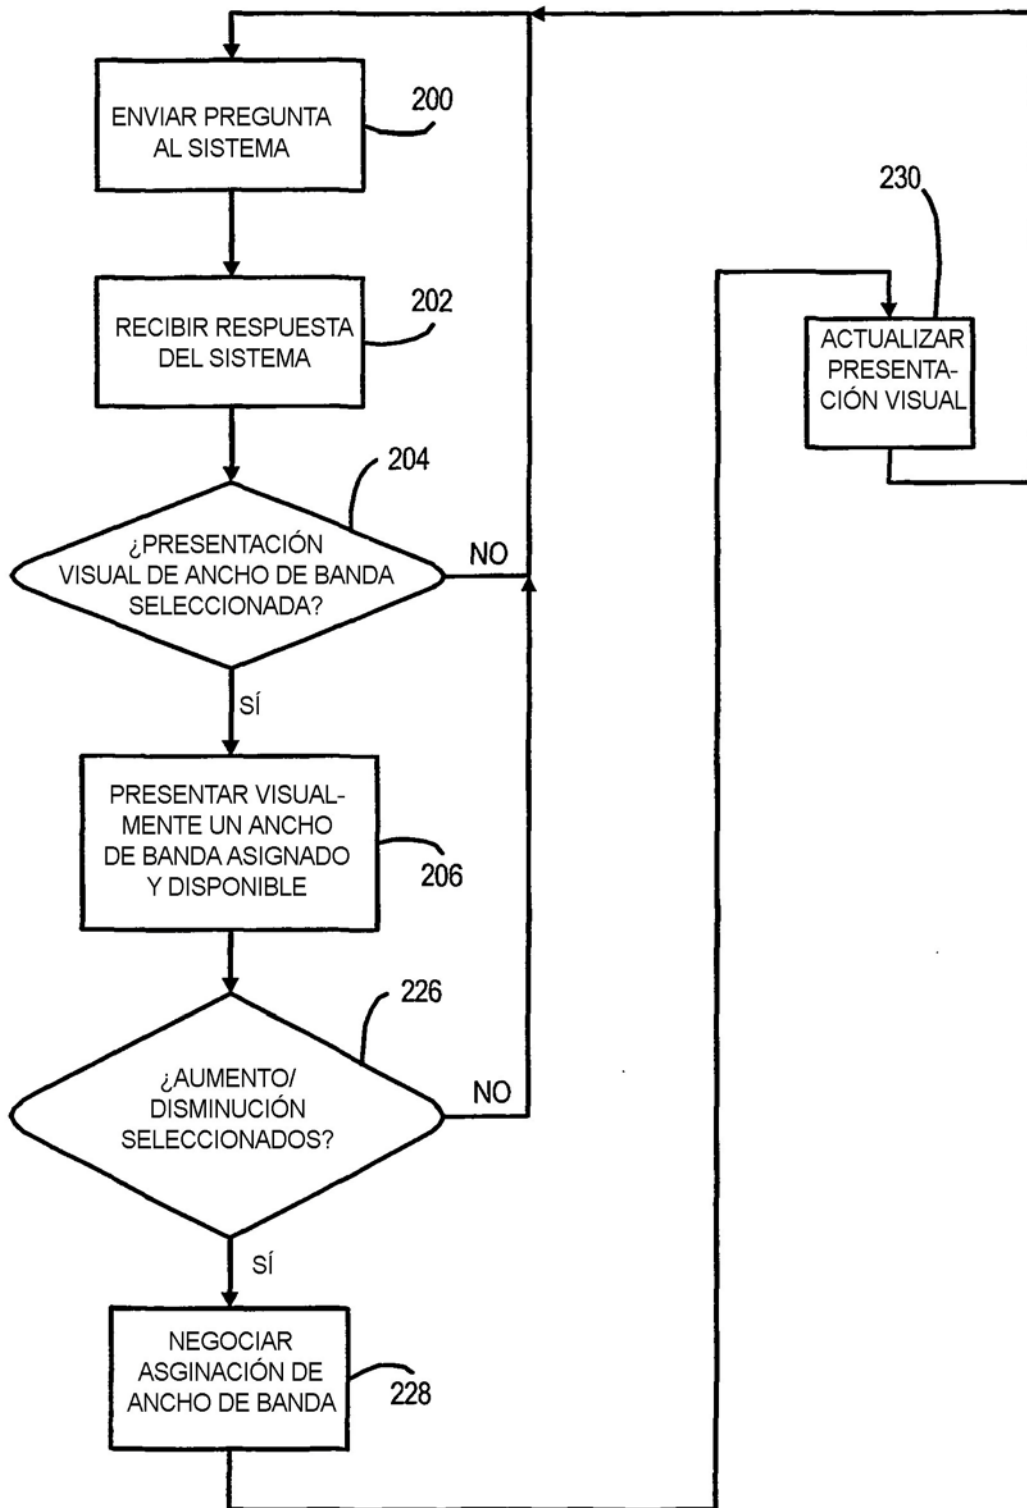 ENVIAR PREGUNTA
AL SISTEMA
200
RECIBIR RESPUESTA
DEL SISTEMA
202
¿PRESENTACIÓN
VISUAL DE ANCHO DE BANDA
SELECCIONADA?
204
NO
SÍ
PRESENTAR VISUAL-
MENTE UN ANCHO
DE BANDA ASIGNADO
Y DISPONIBLE
206
¿AUMENTO/
DISMINUCIÓN
SELECCIONADOS?
226
NO
SÍ
NEGOCIAR
ASGINACIÓN DE
ANCHO DE BANDA
228
230
ACTUALIZAR
PRESENTA-
CIÓN VISUAL